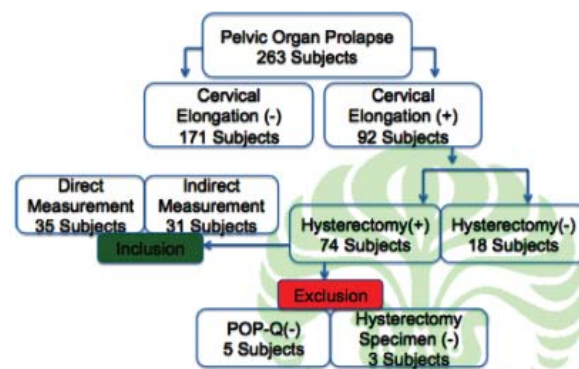 Pelvic Organ Prolapse
263 Subjects
Cervical
Elongation (-)
171 Subjects
Cervical
Elongation (+)
92 Subjects
Direct
Measurement
35 Subjects
Indirect
Measurement
31 Subjects
Inclusion
Hysterectomy(+)
74 Subjects
Hysterectomy(-)
18 Subjects
Exclusion
POP-Q(-)
5 Subjects
Hysterectomy
Specimen (-)
3 Subjects